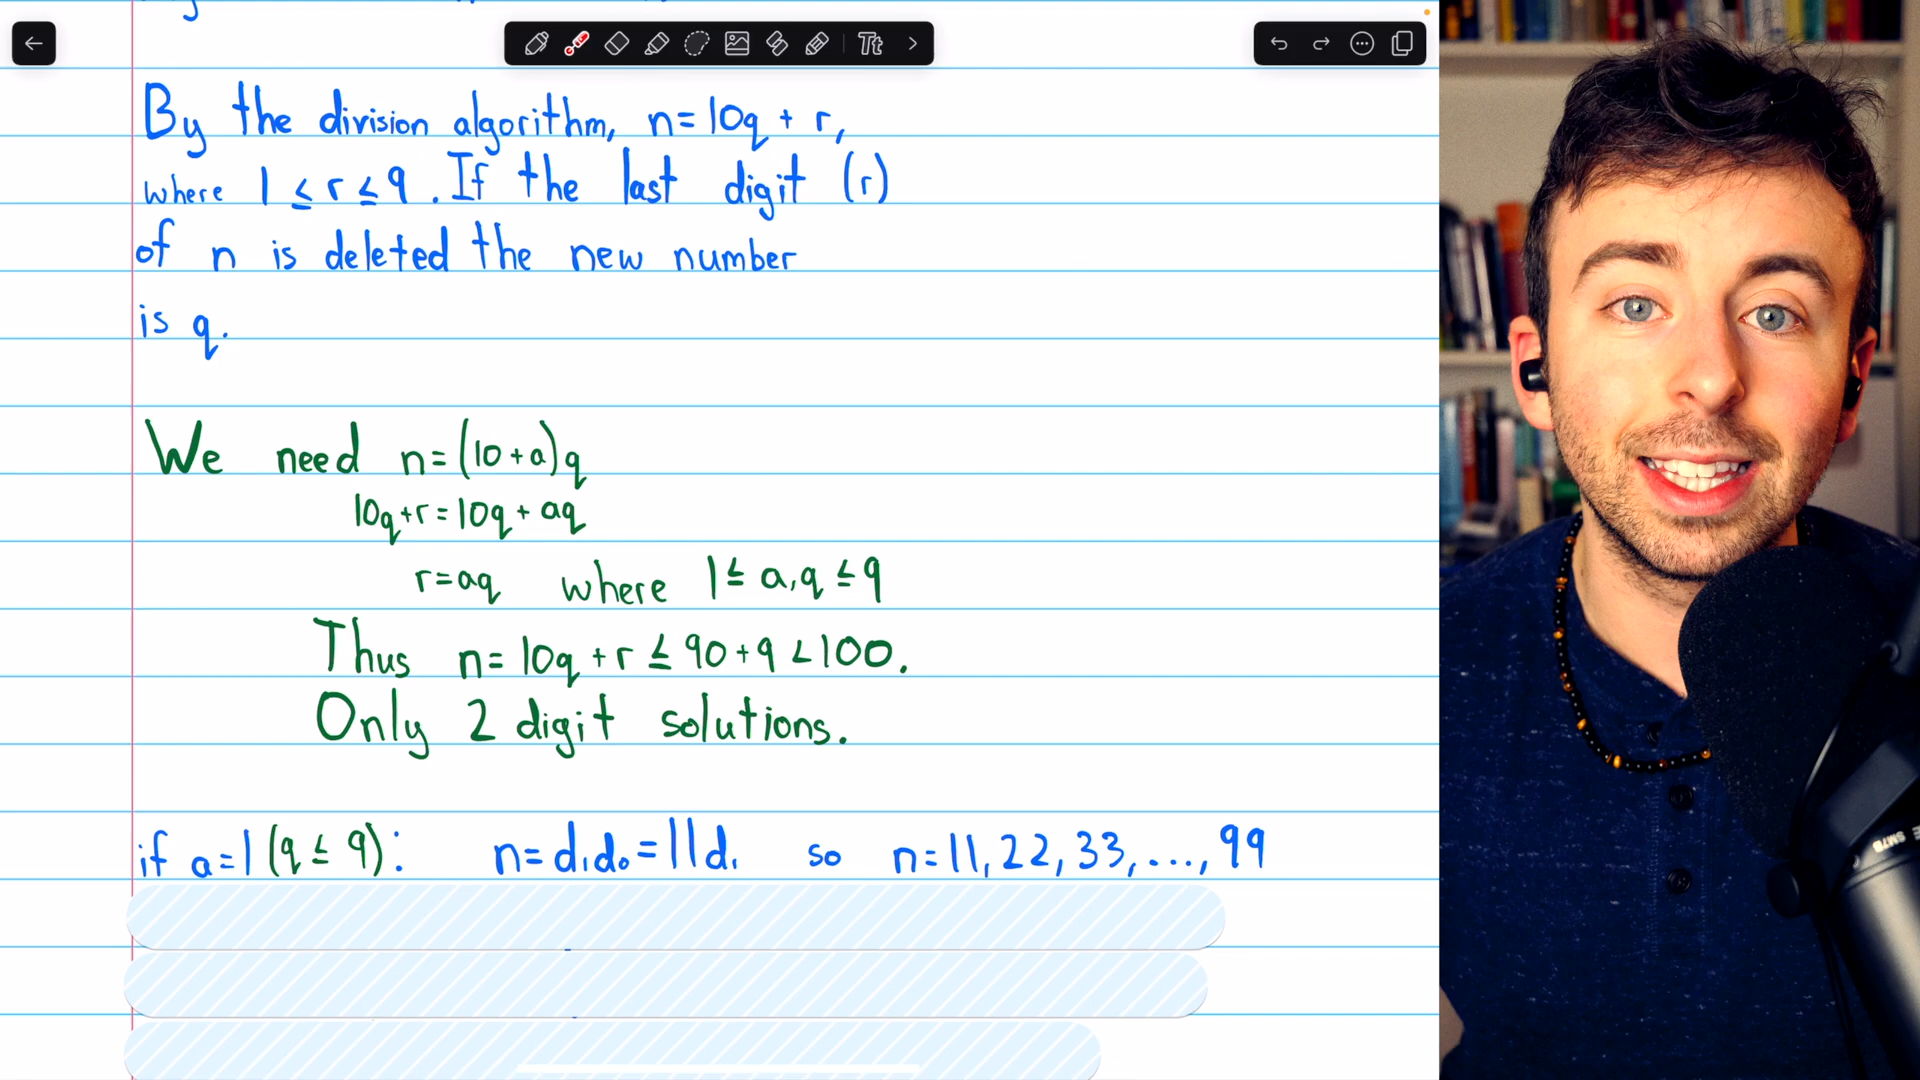 Tt
By the division algorithm, n=10q + r,
where 1 ≤ r ≤ 9. If the last digit (r)
of n is deleted the new number
is q.
We need n=(10+a)q
10q+r=10q+ aq
r=aq where 1≤ a,q ≤9
Thus n= 10q +r ≤ 90+9 <100.
Only 2 digit solutions.
if a=1 (q ≤ 9): n= d₁d₀ = 11d₁ so n=11, 22, 33, ..., 99
SM7B